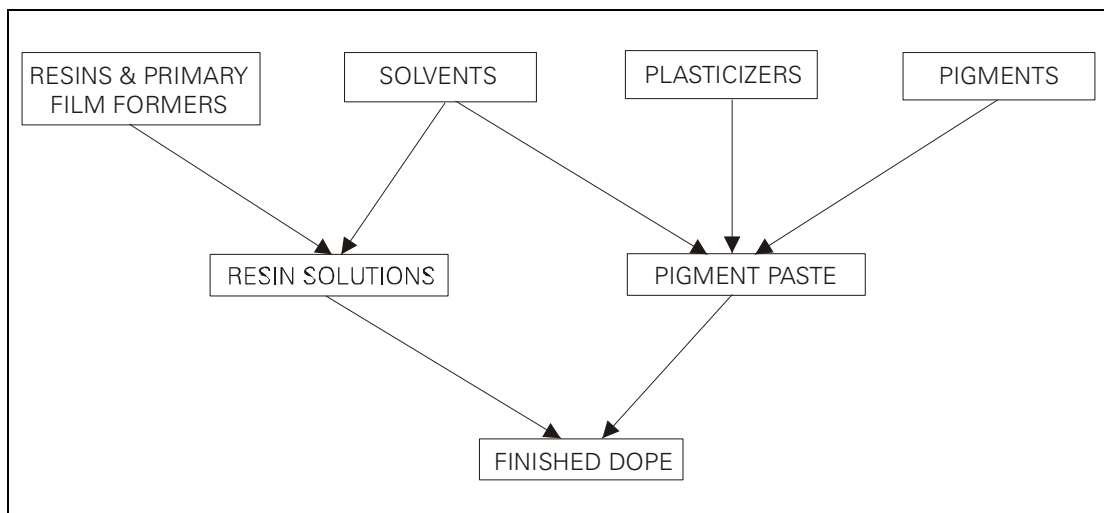 RESINS & PRIMARY
FILM FORMERS
SOLVENTS
PLASTICIZERS
PIGMENTS
RESIN SOLUTIONS
PIGMENT PASTE
FINISHED DOPE